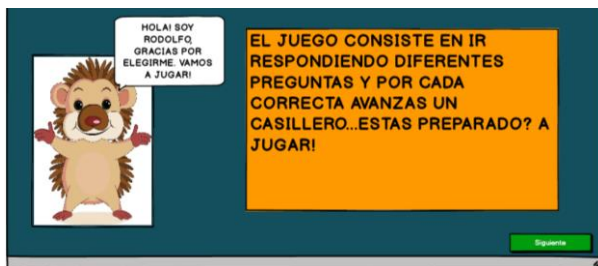 HOLA! SOY
RODOLFO,
GRACIAS POR
ELEGIRME. VAMOS
A JUGAR!
EL JUEGO CONSISTE EN IR
RESPONDIENDO DIFERENTES
PREGUNTAS Y POR CADA
CORRECTA AVANZAS UN
CASILLERO...ESTAS PREPARADO? A
JUGAR!
Siguiente